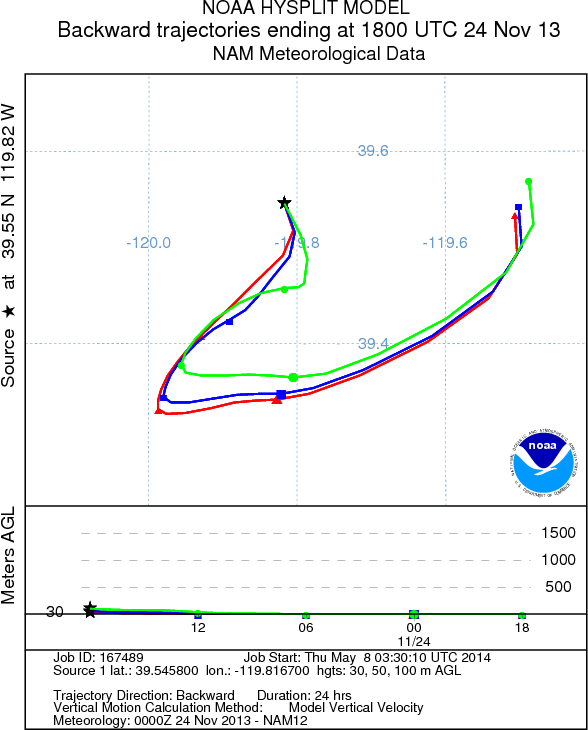 NOAA HYSPLIT MODEL
Backward trajectories ending at 1800 UTC 24 Nov 13
NAM Meteorological Data
Source ★ at 39.55 N 119.82 W
39.6
-120.0 -119.8 -119.6
39.4
noaa
Meters AGL
1500
1000
500
30
12 06 00 18
11/24
Job ID: 167489 Job Start: Thu May 8 03:30:10 UTC 2014
Source 1 lat.: 39.545800 lon.: -119.816700 hgts: 30, 50, 100 m AGL
Trajectory Direction: Backward Duration: 24 hrs
Vertical Motion Calculation Method: Model Vertical Velocity
Meteorology: 0000Z 24 Nov 2013 - NAM12